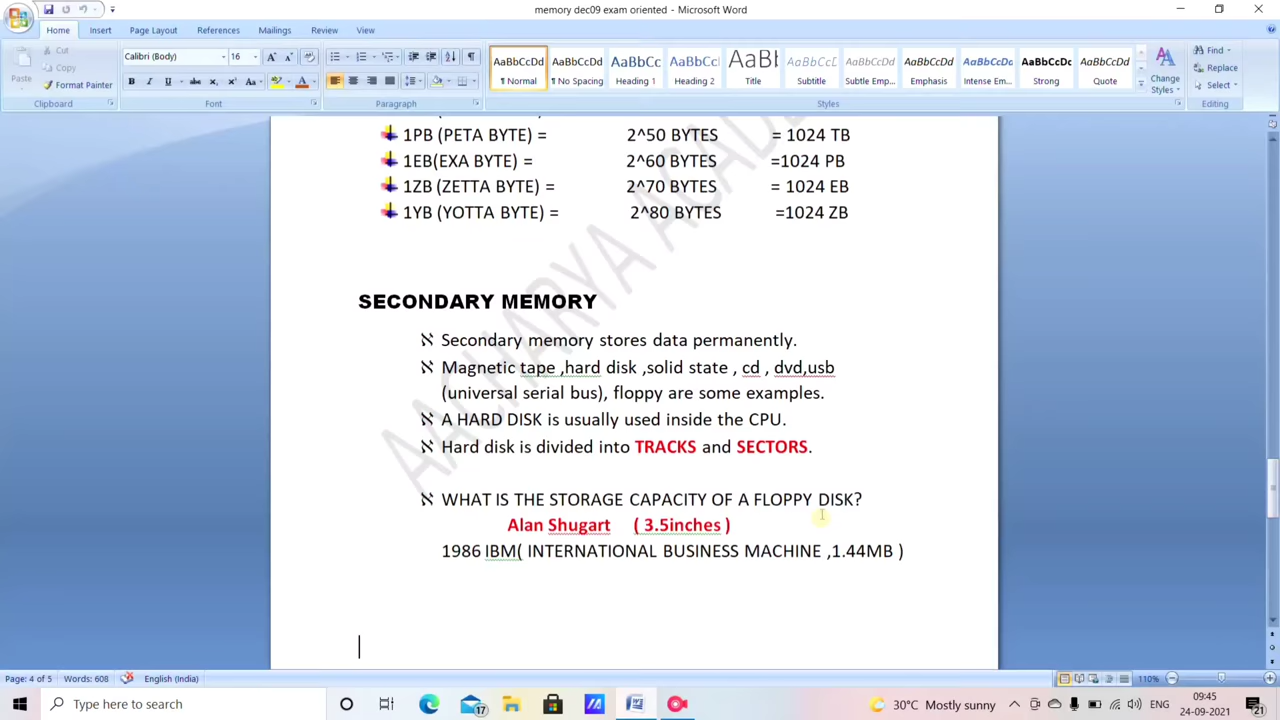 memory dec09 exam oriented - Microsoft Word
Home Insert Page Layout References Mailings Review View
Cut
Copy
Format Painter
Paste
Clipboard
Calibri (Body) 16
Font
Paragraph
AaBbCcDd AaBbCcDd AaBbCc AaBbCc AaBb( AaBbCc( AaBbCcDd AaBbCcDd AaBbCcDd AaBbCcDc AaBbCcDd
¶ Normal ¶ No Spacing Heading 1 Heading 2 Title Subtitle Subtle Emp... Emphasis Intense Em... Strong Quote
Change Styles
Styles
Find
Replace
Select
Editing
1PB (PETA BYTE) = 2^50 BYTES = 1024 TB
1EB(EXA BYTE) = 2^60 BYTES =1024 PB
1ZB (ZETTA BYTE) = 2^70 BYTES = 1024 EB
1YB (YOTTA BYTE) = 2^80 BYTES =1024 ZB
AACHARYA ACADE
SECONDARY MEMORY
ℵ Secondary memory stores data permanently.
ℵ Magnetic tape ,hard disk ,solid state , cd , dvd,usb
(universal serial bus), floppy are some examples.
ℵ A HARD DISK is usually used inside the CPU.
ℵ Hard disk is divided into TRACKS and SECTORS.
ℵ WHAT IS THE STORAGE CAPACITY OF A FLOPPY DISK?
Alan Shugart ( 3.5inches )
1986 IBM( INTERNATIONAL BUSINESS MACHINE ,1.44MB )
Page: 4 of 5 Words: 608 English (India) 110%
Type here to search 17 30°C Mostly sunny ENG 09:45
24-09-2021 21